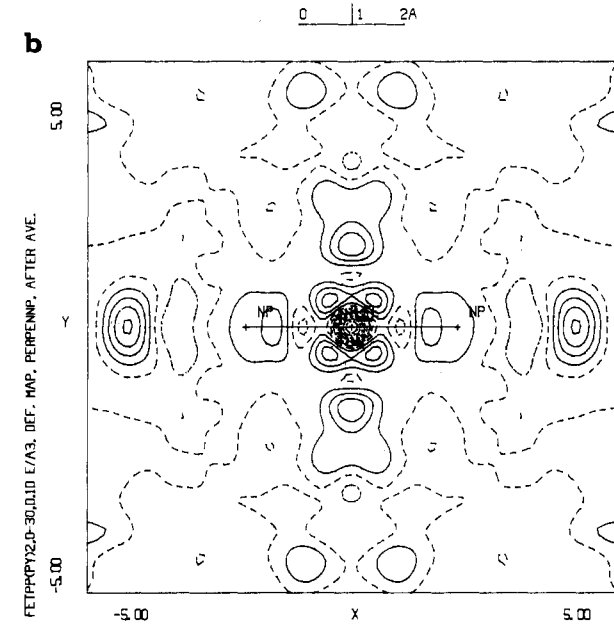 0 1 2A
b
FETPP(PY)2,0-30,0.10 E/A3, DEF. MAP, PERPENNP, AFTER AVE.
5.00
Y
-5.00
NP NP
-5.00 X 5.00